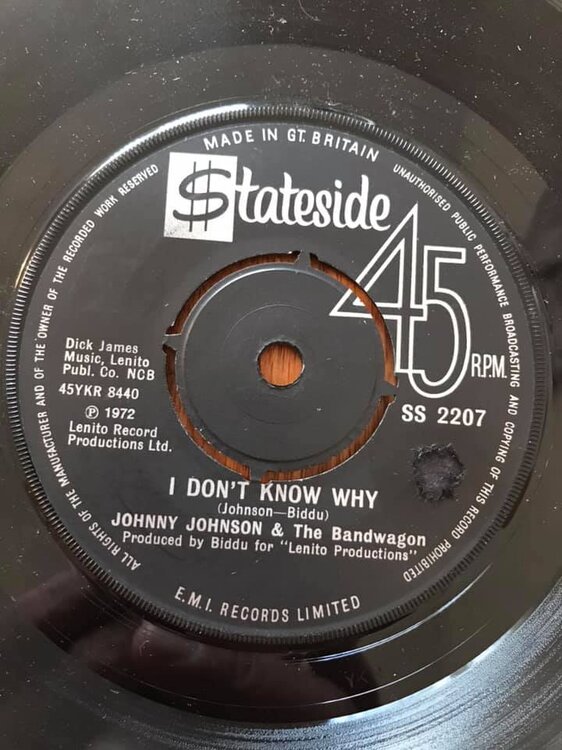 MADE IN GT. BRITAIN
UNAUTHORISED PUBLIC PERFORMANCE BROADCASTING AND COPYING OF THIS RECORD PROHIBITED
ALL RIGHTS OF THE MANUFACTURER AND OF THE OWNER OF THE RECORDED WORK RESERVED
$tateside
45
R.P.M.
Dick James
Music, Lenito
Publ. Co. NCB
45YKR 8440
Ⓟ 1972
Lenito Record
Productions Ltd.
SS 2207
I DON'T KNOW WHY
(Johnson—Biddu)
JOHNNY JOHNSON & The Bandwagon
Produced by Biddu for "Lenito Productions"
E.M.I. RECORDS LIMITED